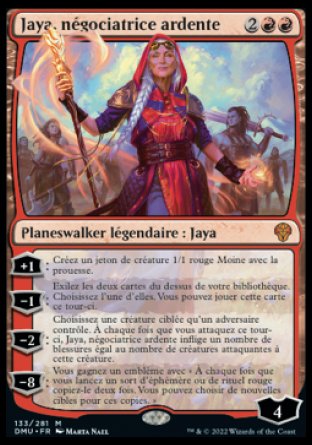 Jaya, négociatrice ardente 2
Planeswalker légendaire : Jaya
+1 : Créez un jeton de créature 1/1 rouge Moine avec la
prouesse.
Exilez les deux cartes du dessus de votre bibliothèque.
-1 : Choisissez l'une d'elles. Vous pouvez jouer cette carte
ce tour-ci.
Choisissez une créature ciblée qu'un adversaire
contrôle. À chaque fois que vous attaquez ce tour-
-2 : ci, Jaya, négociatrice ardente inflige un nombre de
blessures égal au nombre de créatures attaquantes à
cette créature.
Vous gagnez un emblème avec « À chaque fois que
-8 : vous lancez un sort d'éphémère ou de rituel rouge
copiez-le deux fois. Vous pouvez choisir de nouvelles
cibles pour ces copies. »
4
133/281 M
DMU • FR MARTA NAEL
™ & © 2022 Wizards of the Coast